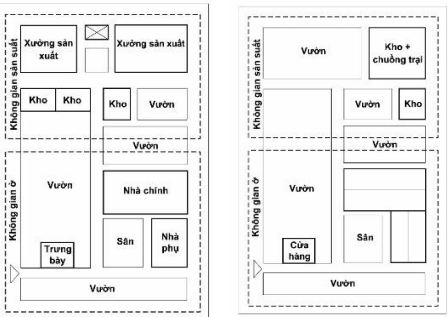 Không gian sản suất
Xưởng sản
xuất
Xưởng sản xuất
Kho
Kho
Kho
Vườn
Vườn
Không gian ở
Vườn
Nhà chính
Trưng
bày
Sân
Nhà
phụ
Vườn
Không gian sản suất
Vườn
Kho +
chuồng trại
Vườn
Kho
Vườn
Không gian ở
Vườn
Cửa
hàng
Sân
Vườn